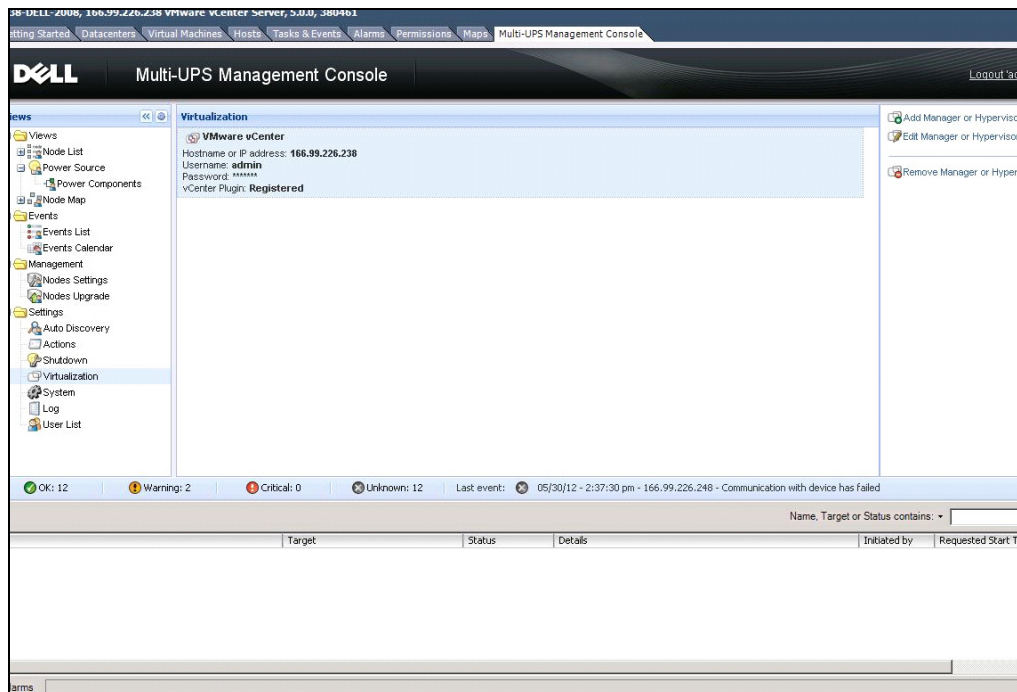 38-DELL-2008, 166.99.226.238 VMware vCenter Server, 5.0.0, 380461
tting Started Datacenters Virtual Machines Hosts Tasks & Events Alarms Permissions Maps Multi-UPS Management Console
DELL Multi-UPS Management Console Logout 'ad
iews
Virtualization
Views
Node List
Power Source
Power Components
Node Map
Events
Events List
Events Calendar
Management
Nodes Settings
Nodes Upgrade
Settings
Auto Discovery
Actions
Shutdown
Virtualization
System
Log
User List
VMware vCenter
Hostname or IP address: 166.99.226.238
Username: admin
Password: *******
vCenter Plugin: Registered
Add Manager or Hyperviso
Edit Manager or Hyperviso
Remove Manager or Hyper
OK: 12 Warning: 2 Critical: 0 Unknown: 12 Last event: 05/30/12 - 2:37:30 pm - 166.99.226.248 - Communication with device has failed
Name, Target or Status contains:
Target Status Details Initiated by Requested Start T
larms